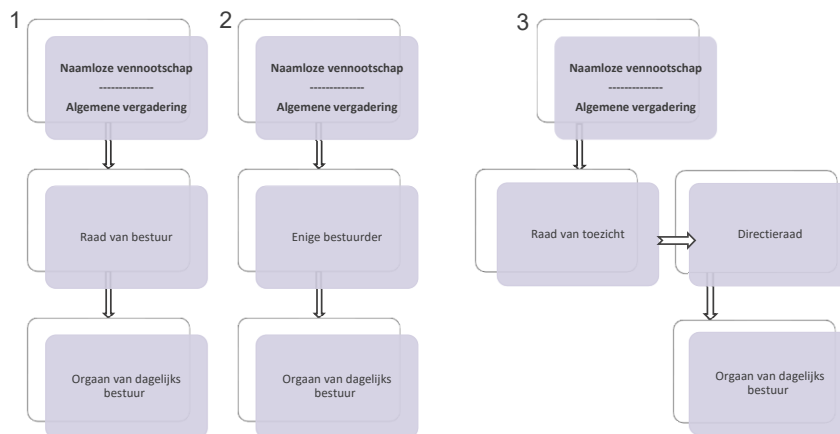 1
Naamloze vennootschap
--------------
Algemene vergadering
Raad van bestuur
Orgaan van dagelijks
bestuur
2
Naamloze vennootschap
--------------
Algemene vergadering
Enige bestuurder
Orgaan van dagelijks
bestuur
3
Naamloze vennootschap
--------------
Algemene vergadering
Raad van toezicht
Directieraad
Orgaan van dagelijks
bestuur